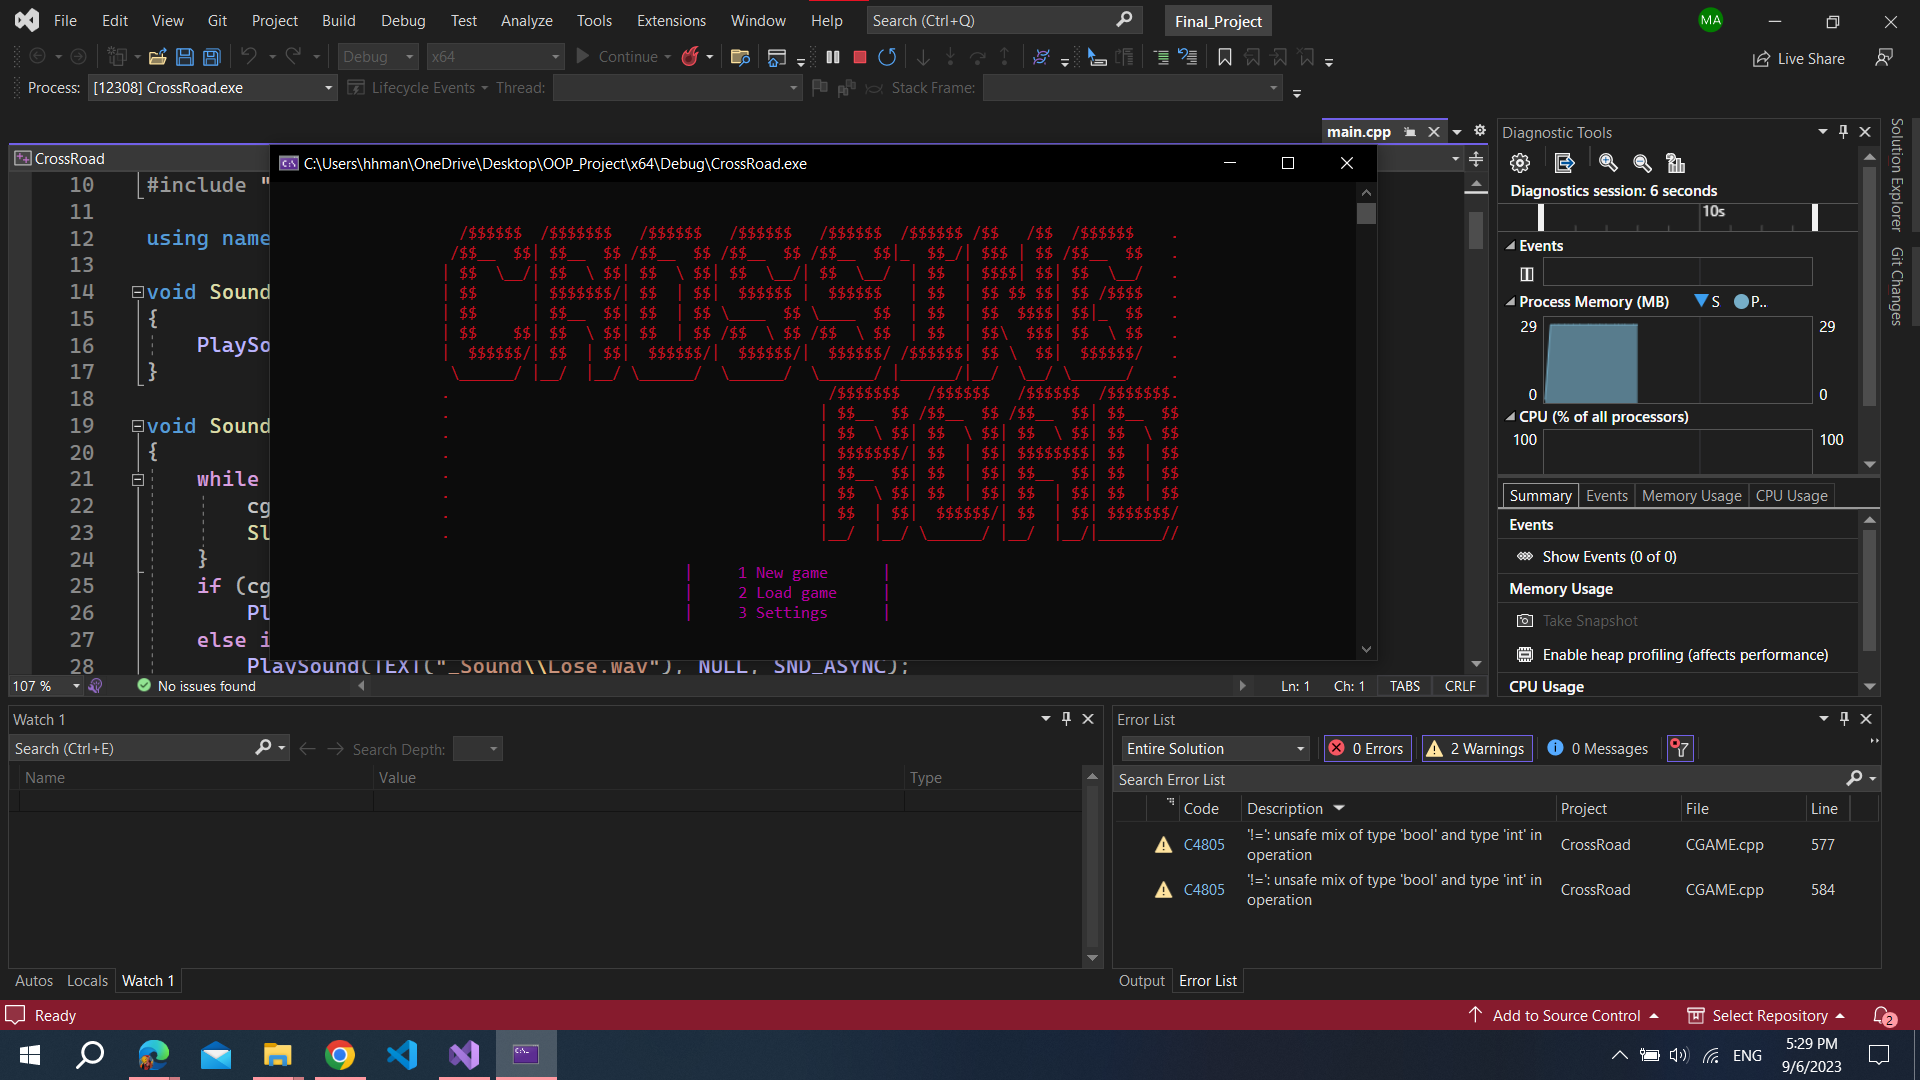 File Edit View Git Project Build Debug Test Analyze Tools Extensions Window Help Search (Ctrl+Q) Final_Project MA
Debug x64 Continue Live Share
Process: [12308] CrossRoad.exe Lifecycle Events Thread: Stack Frame:
main.cpp
CrossRoad
C:\Users\hhman\OneDrive\Desktop\OOP_Project\x64\Debug\CrossRoad.exe
10 #include "
11
12 using name
13
14 void Sound
15 {
16 PlaySo
17 }
18
19 void Sound
20 {
21 while
22 cg
23 Sl
24 }
25 if (cg
26 Pl
27 else i
28 PlaySound(TEXT("_Sound\\Lose.wav"), NULL, SND_ASYNC);
CROSSING
ROAD
1 New game
2 Load game
3 Settings
107 % No issues found Ln: 1 Ch: 1 TABS CRLF
Diagnostic Tools
Diagnostics session: 6 seconds
10s
Events
Process Memory (MB) S P..
29 29
0 0
CPU (% of all processors)
100 100
Summary Events Memory Usage CPU Usage
Events
Show Events (0 of 0)
Memory Usage
Take Snapshot
Enable heap profiling (affects performance)
CPU Usage
Solution Explorer
Git Changes
Watch 1
Search (Ctrl+E) Search Depth:
Name Value Type
Autos Locals Watch 1
Error List
Entire Solution 0 Errors 2 Warnings 0 Messages
Search Error List
Code Description Project File Line
C4805 '!=': unsafe mix of type 'bool' and type 'int' in operation CrossRoad CGAME.cpp 577
C4805 '!=': unsafe mix of type 'bool' and type 'int' in operation CrossRoad CGAME.cpp 584
Output Error List
Ready Add to Source Control Select Repository 2
ENG 5:29 PM
9/6/2023